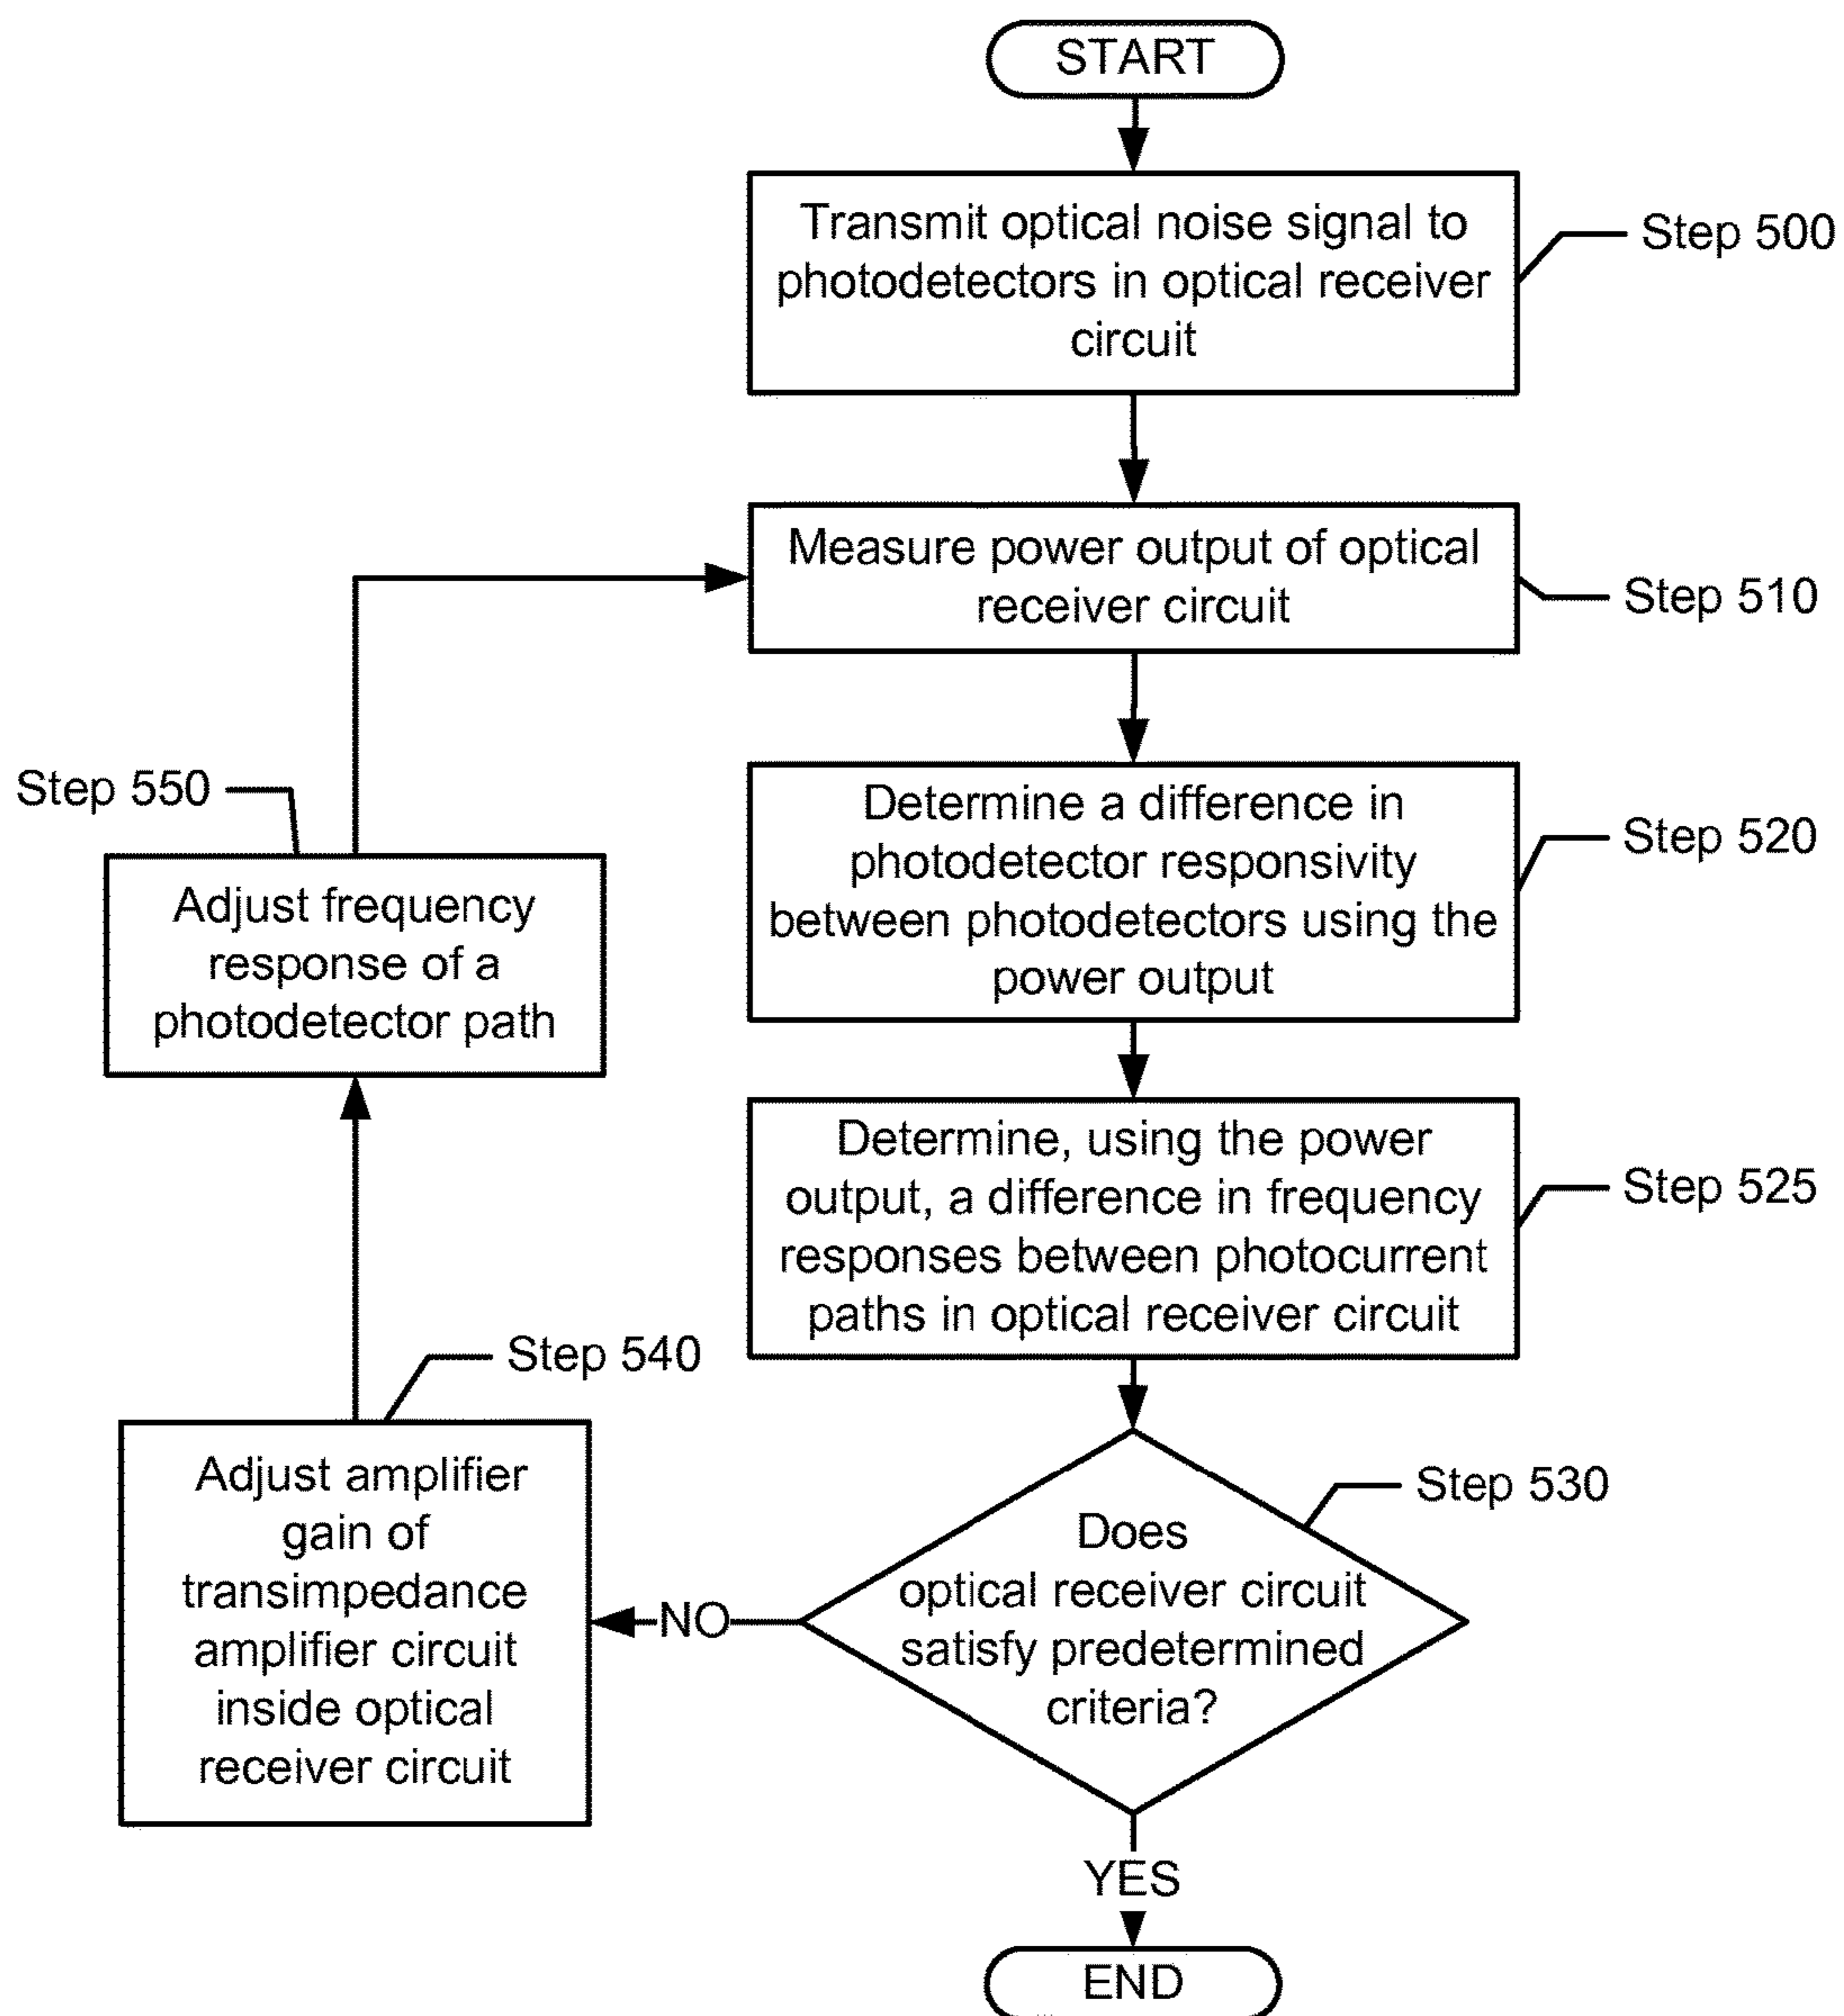 START
Transmit optical noise signal to
photodetectors in optical receiver
circuit
Step 500
Measure power output of optical
receiver circuit
Step 510
Determine a difference in
photodetector responsivity
between photodetectors using the
power output
Step 520
Step 550
Adjust frequency
response of a
photodetector path
Determine, using the power
output, a difference in frequency
responses between photocurrent
paths in optical receiver circuit
Step 525
Step 540
Adjust amplifier
gain of
transimpedance
amplifier circuit
inside optical
receiver circuit
Step 530
Does
optical receiver circuit
satisfy predetermined
criteria?
NO
YES
END